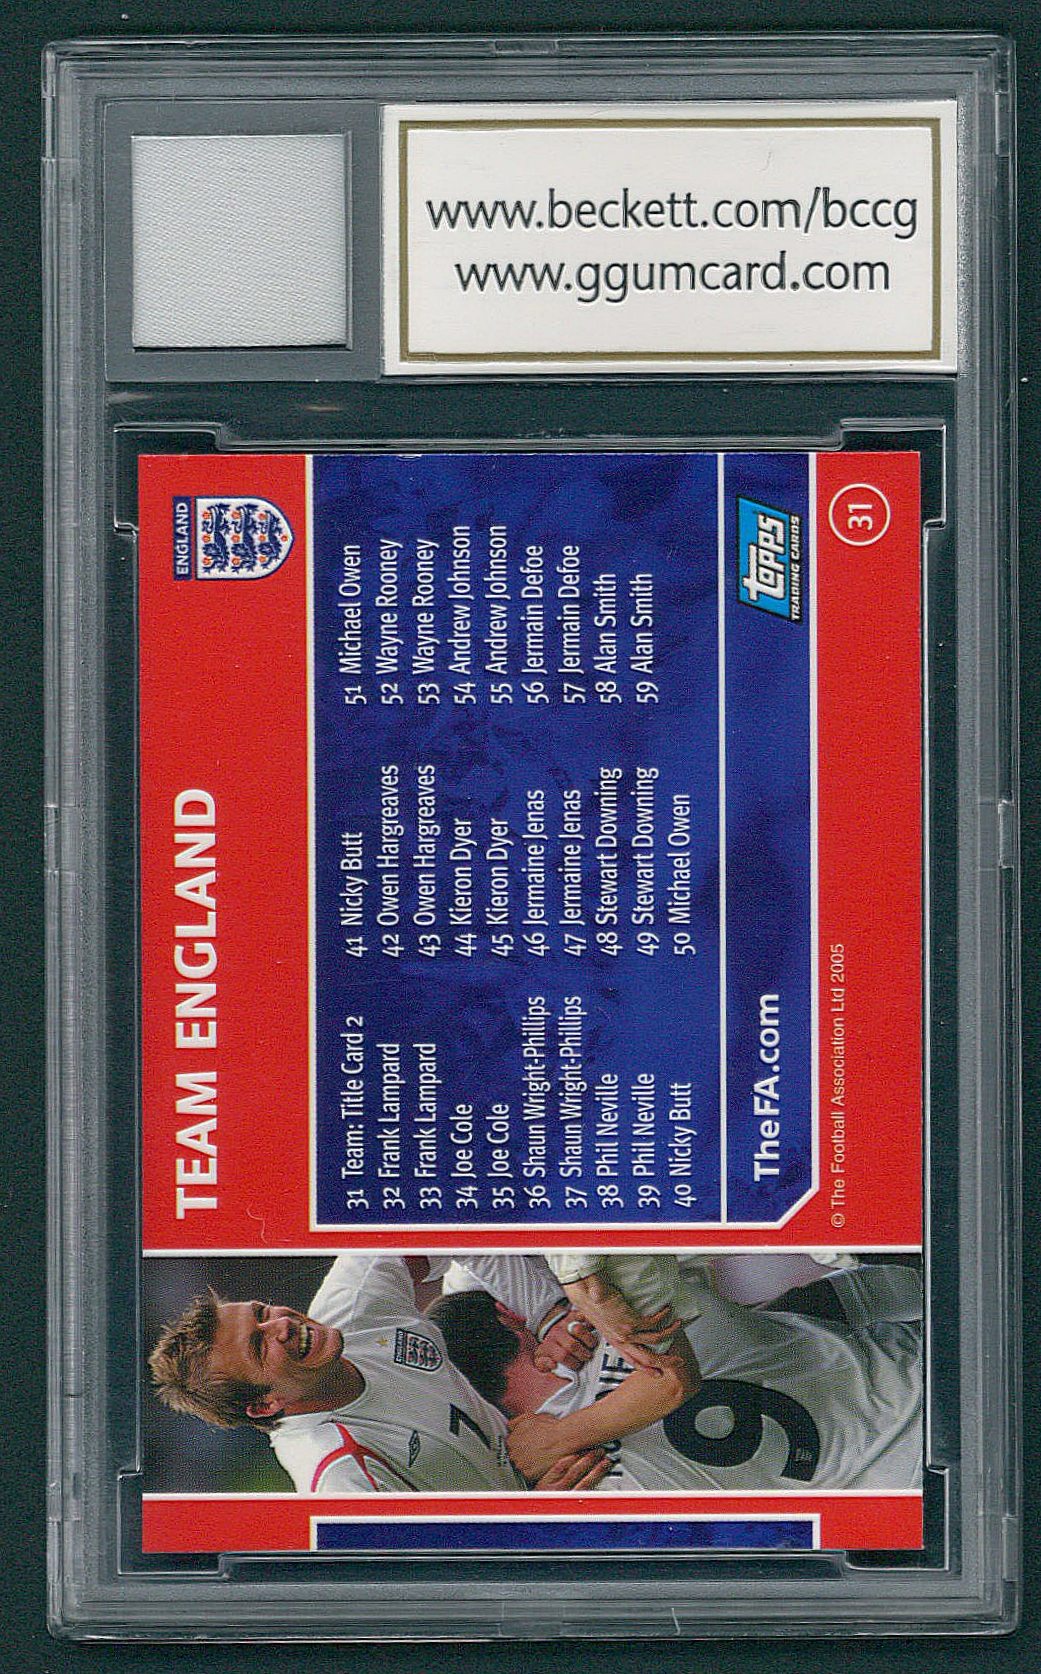 www.beckett.com/bccg
www.ggumcard.com
TEAM ENGLAND
ENGLAND
31 Team: Title Card 2
32 Frank Lampard
33 Frank Lampard
34 Joe Cole
35 Joe Cole
36 Shaun Wright-Phillips
37 Shaun Wright-Phillips
38 Phil Neville
39 Phil Neville
40 Nicky Butt
41 Nicky Butt
42 Owen Hargreaves
43 Owen Hargreaves
44 Kieron Dyer
45 Kieron Dyer
46 Jermaine Jenas
47 Jermaine Jenas
48 Stewart Downing
49 Stewart Downing
50 Michael Owen
51 Michael Owen
52 Wayne Rooney
53 Wayne Rooney
54 Andrew Johnson
55 Andrew Johnson
56 Jermain Defoe
57 Jermain Defoe
58 Alan Smith
59 Alan Smith
TheFA.com
Topps
TRADING CARDS
© The Football Association Ltd 2005
31
ENGLAND
7
9